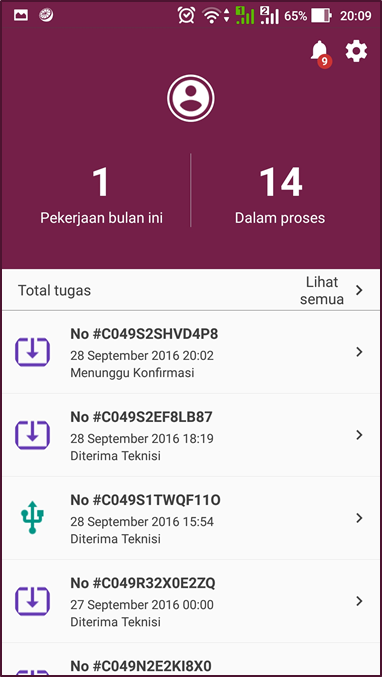 1 2 65% 20:09
9
1 14
Pekerjaan bulan ini Dalam proses
Total tugas Lihat semua
No #C049S2SHVD4P8
28 September 2016 20:02
Menunggu Konfirmasi
No #C049S2EF8LB87
28 September 2016 18:19
Diterima Teknisi
No #C049S1TWQF11O
28 September 2016 15:54
Diterima Teknisi
No #C049R32X0E2ZQ
27 September 2016 00:00
Diterima Teknisi
No #C049N2E2KI8X0